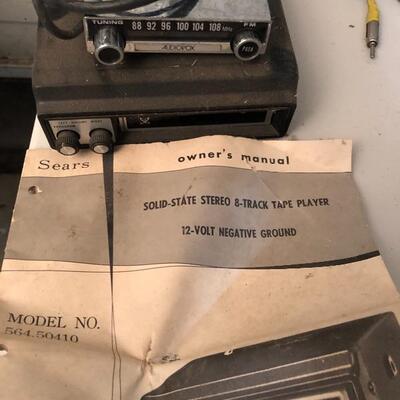 TUNING 88 92 96 100 104 108 MHz FM
AUDIOVOX
PUSH
Sears
owner's manual
SOLID-STATE STEREO 8-TRACK TAPE PLAYER
12-VOLT NEGATIVE GROUND
MODEL NO.
564.50410